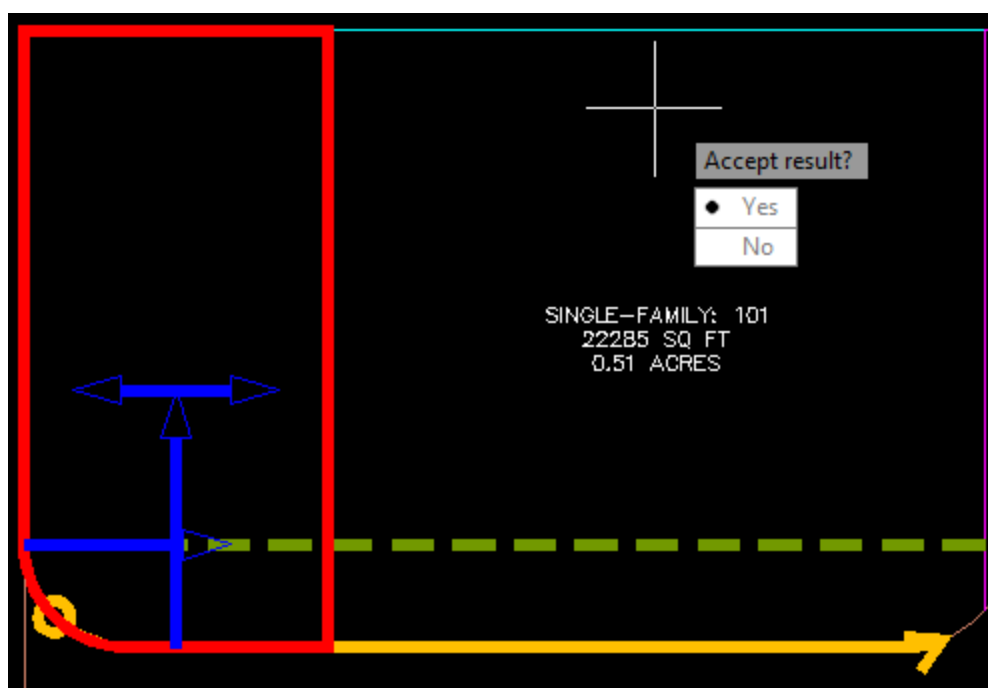 Accept result?
Yes
No
SINGLE-FAMILY: 101
22285 SQ FT
0.51 ACRES